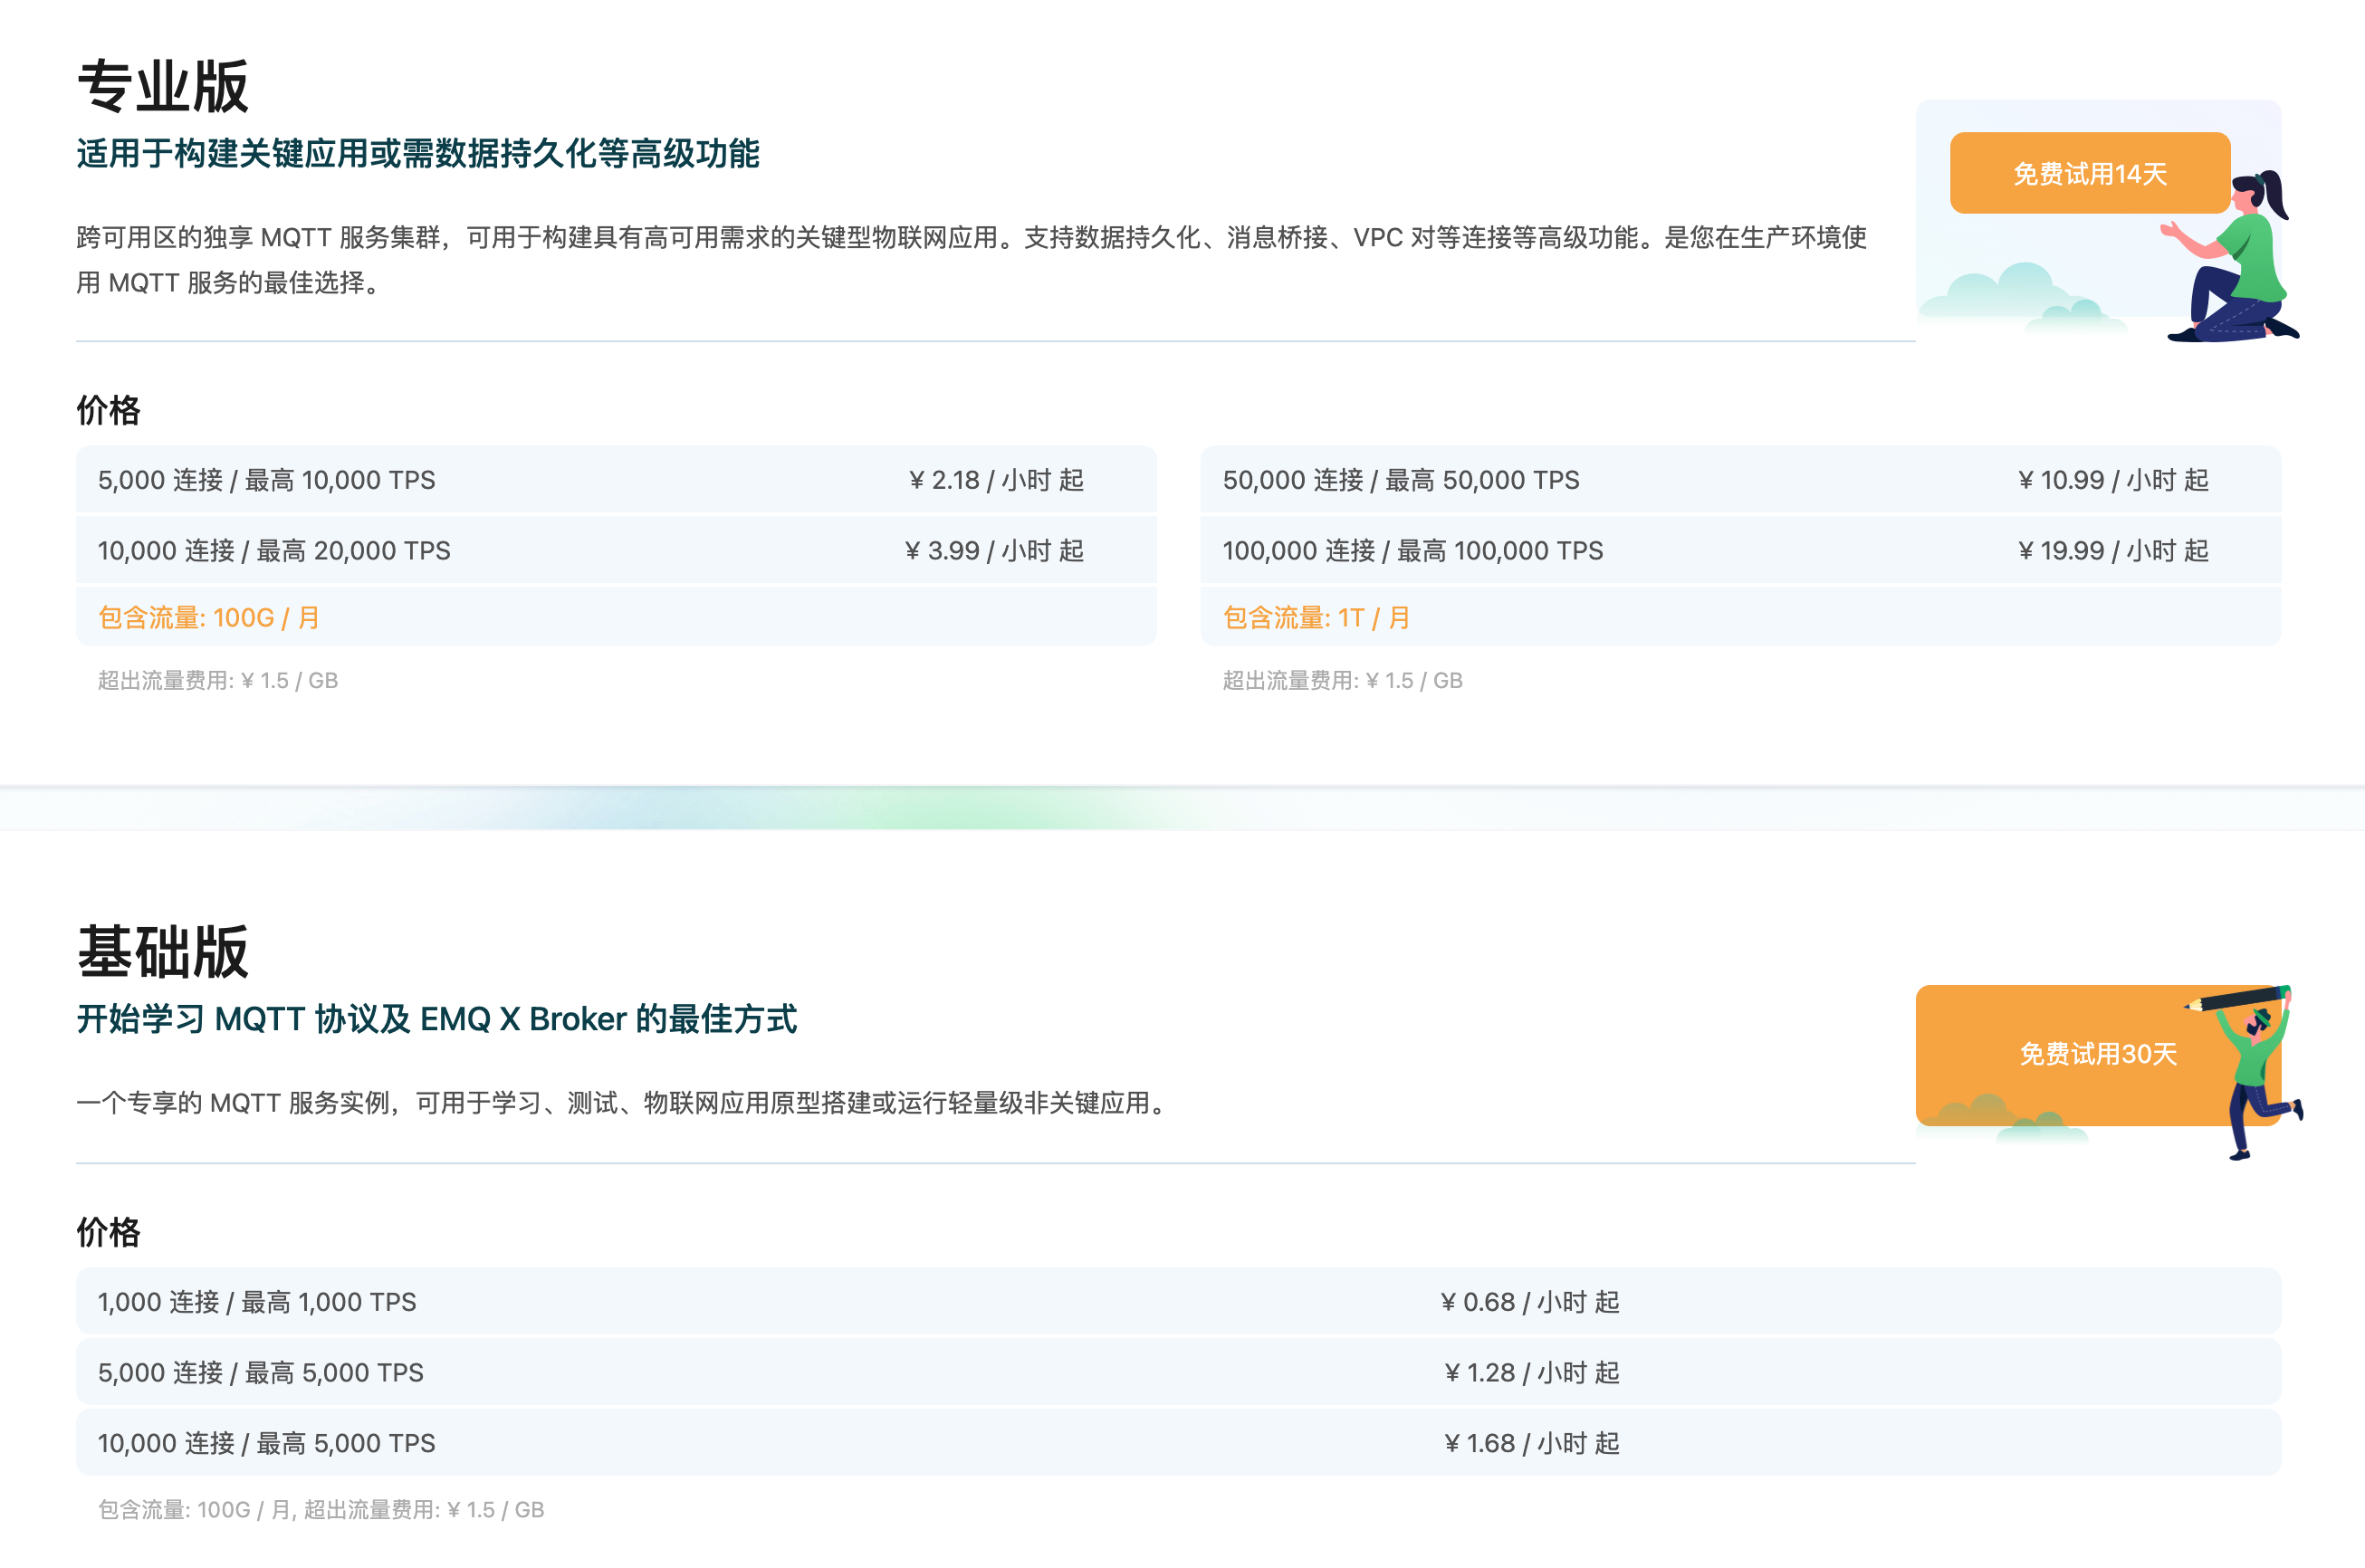 专业版
适用于构建关键应用或需数据持久化等高级功能
免费试用14天
跨可用区的独享 MQTT 服务集群，可用于构建具有高可用需求的关键型物联网应用。支持数据持久化、消息桥接、VPC 对等连接等高级功能。是您在生产环境使
用 MQTT 服务的最佳选择。
价格
5,000 连接 / 最高 10,000 TPS ¥ 2.18 / 小时 起
10,000 连接 / 最高 20,000 TPS ¥ 3.99 / 小时 起
包含流量: 100G / 月
超出流量费用: ¥ 1.5 / GB
50,000 连接 / 最高 50,000 TPS ¥ 10.99 / 小时 起
100,000 连接 / 最高 100,000 TPS ¥ 19.99 / 小时 起
包含流量: 1T / 月
超出流量费用: ¥ 1.5 / GB
基础版
开始学习 MQTT 协议及 EMQ X Broker 的最佳方式
免费试用30天
一个专享的 MQTT 服务实例，可用于学习、测试、物联网应用原型搭建或运行轻量级非关键应用。
价格
1,000 连接 / 最高 1,000 TPS ¥ 0.68 / 小时 起
5,000 连接 / 最高 5,000 TPS ¥ 1.28 / 小时 起
10,000 连接 / 最高 5,000 TPS ¥ 1.68 / 小时 起
包含流量: 100G / 月, 超出流量费用: ¥ 1.5 / GB